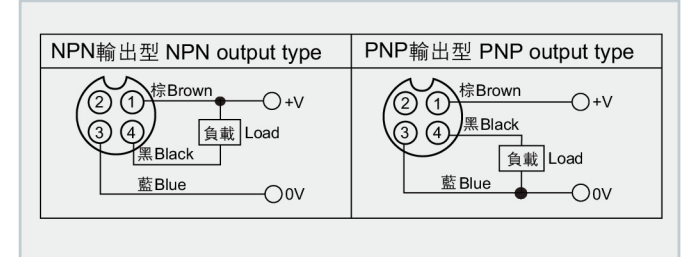 NPN輸出型 NPN output type
棕Brown
2 1
+V
3 4
負載 Load
黑Black
藍Blue
0V
PNP輸出型 PNP output type
棕Brown
2 1
+V
黑Black
3 4
負載 Load
藍Blue
0V